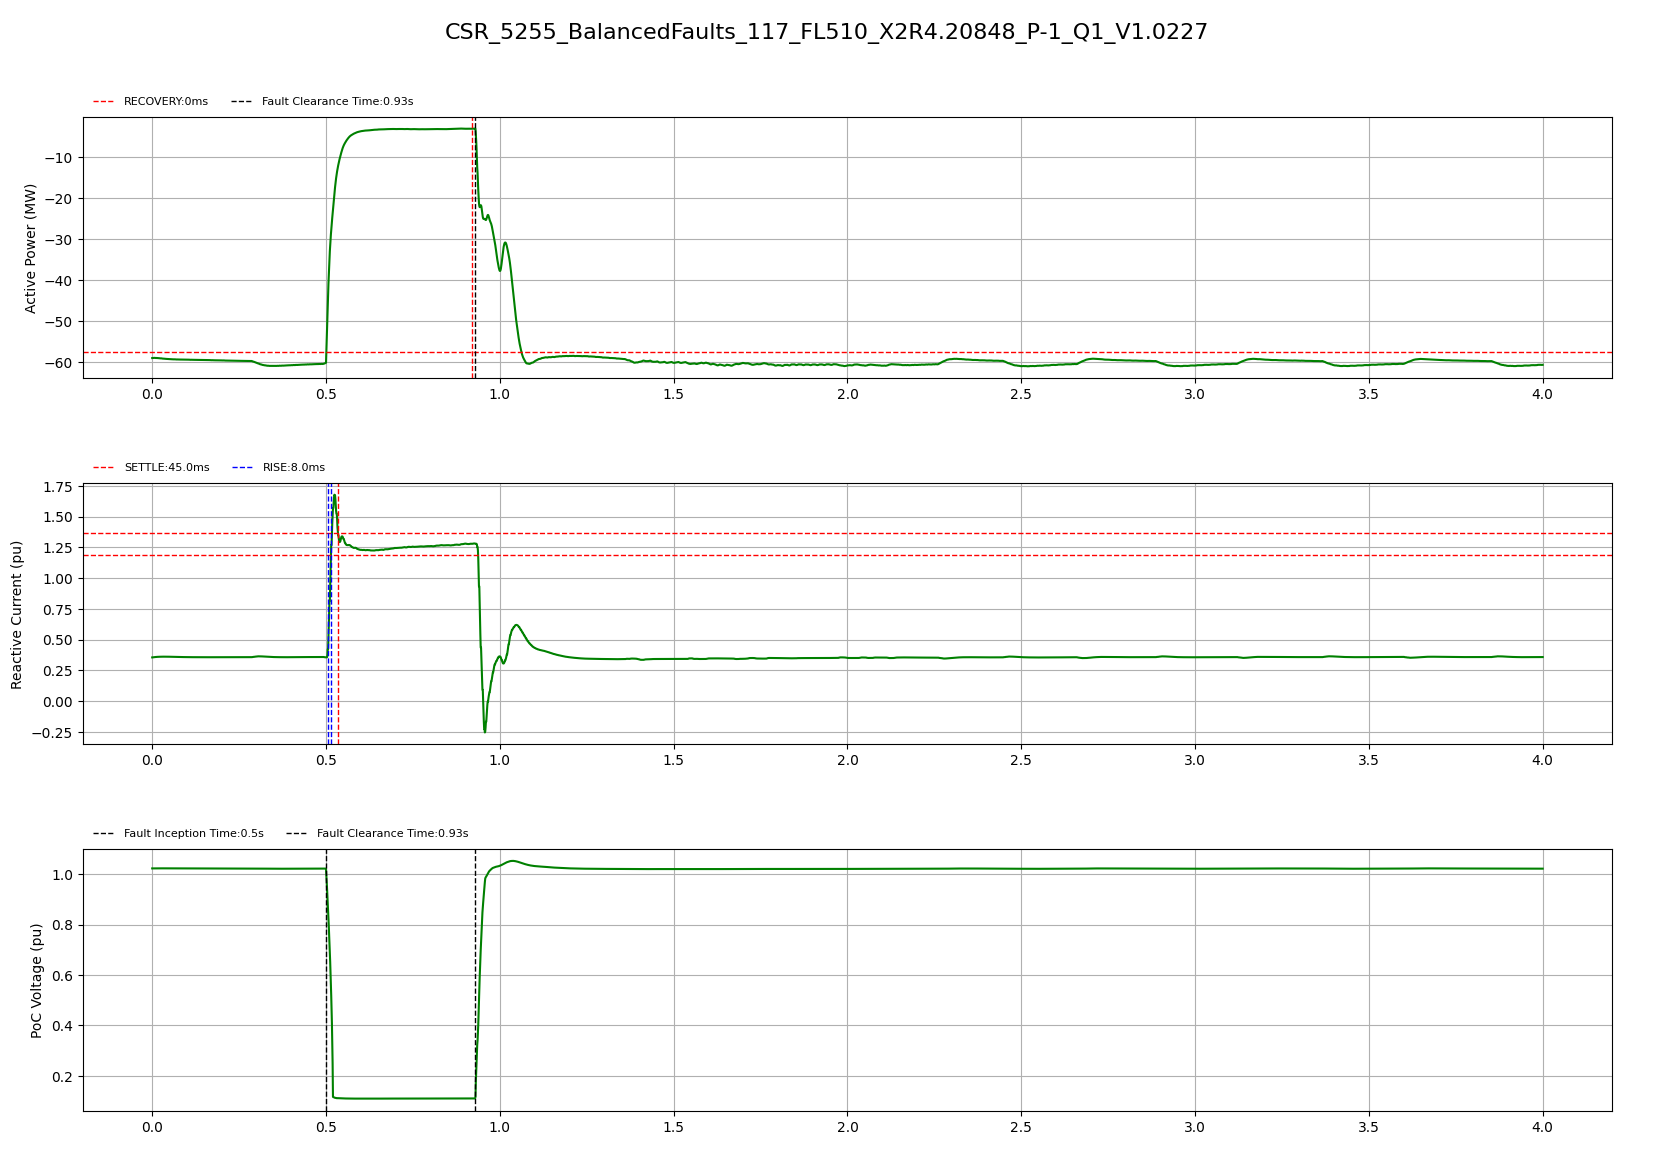 CSR_5255_BalancedFaults_117_FL510_X2R4.20848_P-1_Q1_V1.0227
RECOVERY:0ms Fault Clearance Time:0.93s
Active Power (MW)
−10
−20
−30
−40
−50
−60
0.0 0.5 1.0 1.5 2.0 2.5 3.0 3.5 4.0
SETTLE:45.0ms RISE:8.0ms
Reactive Current (pu)
1.75
1.50
1.25
1.00
0.75
0.50
0.25
0.00
−0.25
0.0 0.5 1.0 1.5 2.0 2.5 3.0 3.5 4.0
Fault Inception Time:0.5s Fault Clearance Time:0.93s
PoC Voltage (pu)
1.0
0.8
0.6
0.4
0.2
0.0 0.5 1.0 1.5 2.0 2.5 3.0 3.5 4.0